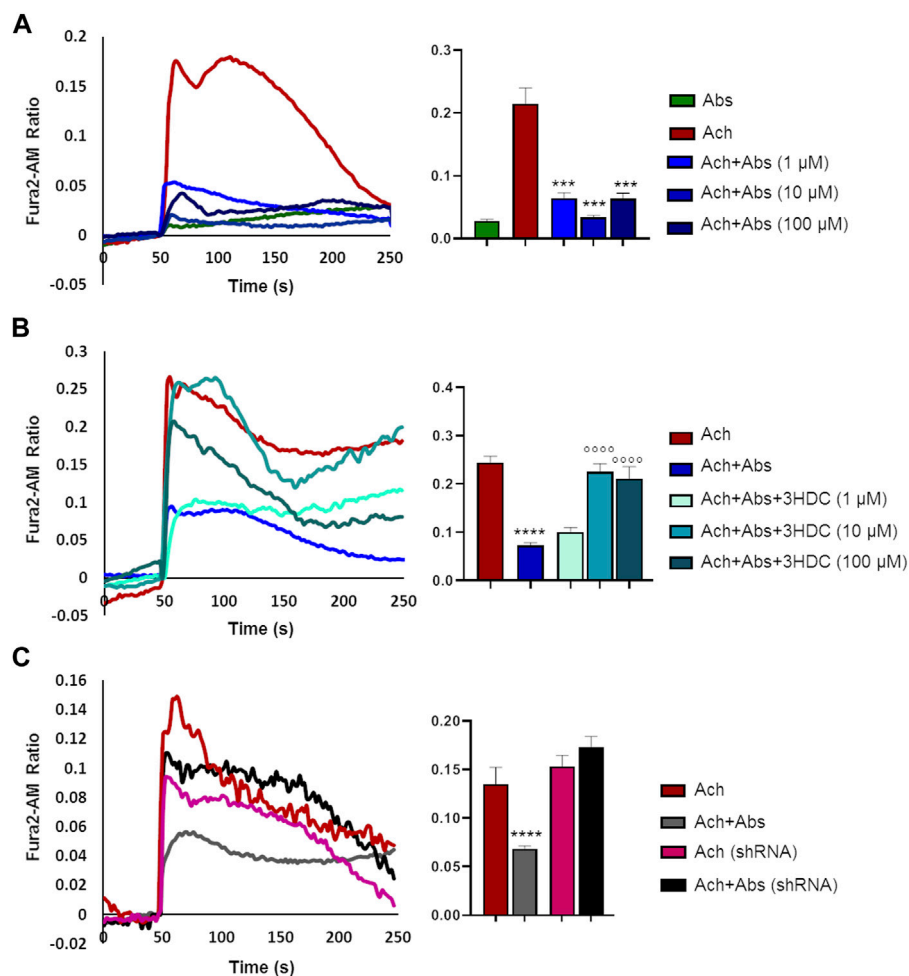 A
Fura2-AM Ratio
0.2
0.15
0.1
0.05
0
-0.05
0 50 100 150 200 250
Time (s)
0.3
0.2
0.1
0.0
***
***
***
Abs
Ach
Ach+Abs (1 µM)
Ach+Abs (10 µM)
Ach+Abs (100 µM)
B
Fura2-AM Ratio
0.3
0.25
0.2
0.15
0.1
0.05
0
-0.05
0 50 100 150 200 250
Time (s)
0.4
0.3
0.2
0.1
0.0
****
°°°°
°°°°
Ach
Ach+Abs
Ach+Abs+3HDC (1 µM)
Ach+Abs+3HDC (10 µM)
Ach+Abs+3HDC (100 µM)
C
Fura2-AM Ratio
0.16
0.14
0.12
0.1
0.08
0.06
0.04
0.02
0
-0.02
0 50 100 150 200 250
Time (s)
0.20
0.15
0.10
0.05
0.00
****
Ach
Ach+Abs
Ach (shRNA)
Ach+Abs (shRNA)